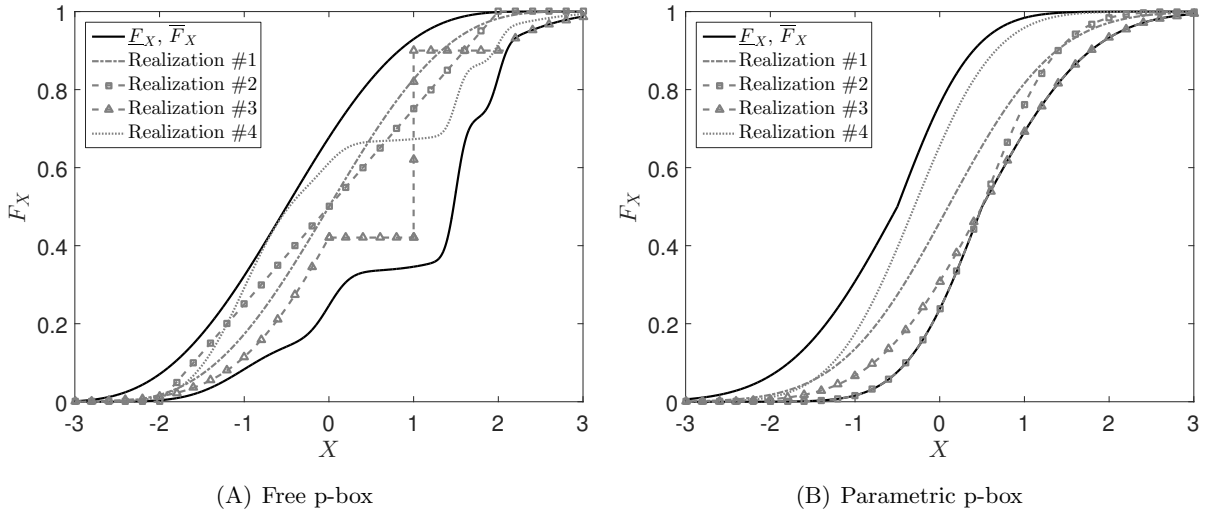 1
0.8
0.6
0.4
0.2
0
F_X
-3 -2 -1 0 1 2 3
X
F_X, F̅_X
Realization #1
Realization #2
Realization #3
Realization #4
(A) Free p-box
1
0.8
0.6
0.4
0.2
0
F_X
-3 -2 -1 0 1 2 3
X
F_X, F̅_X
Realization #1
Realization #2
Realization #3
Realization #4
(B) Parametric p-box